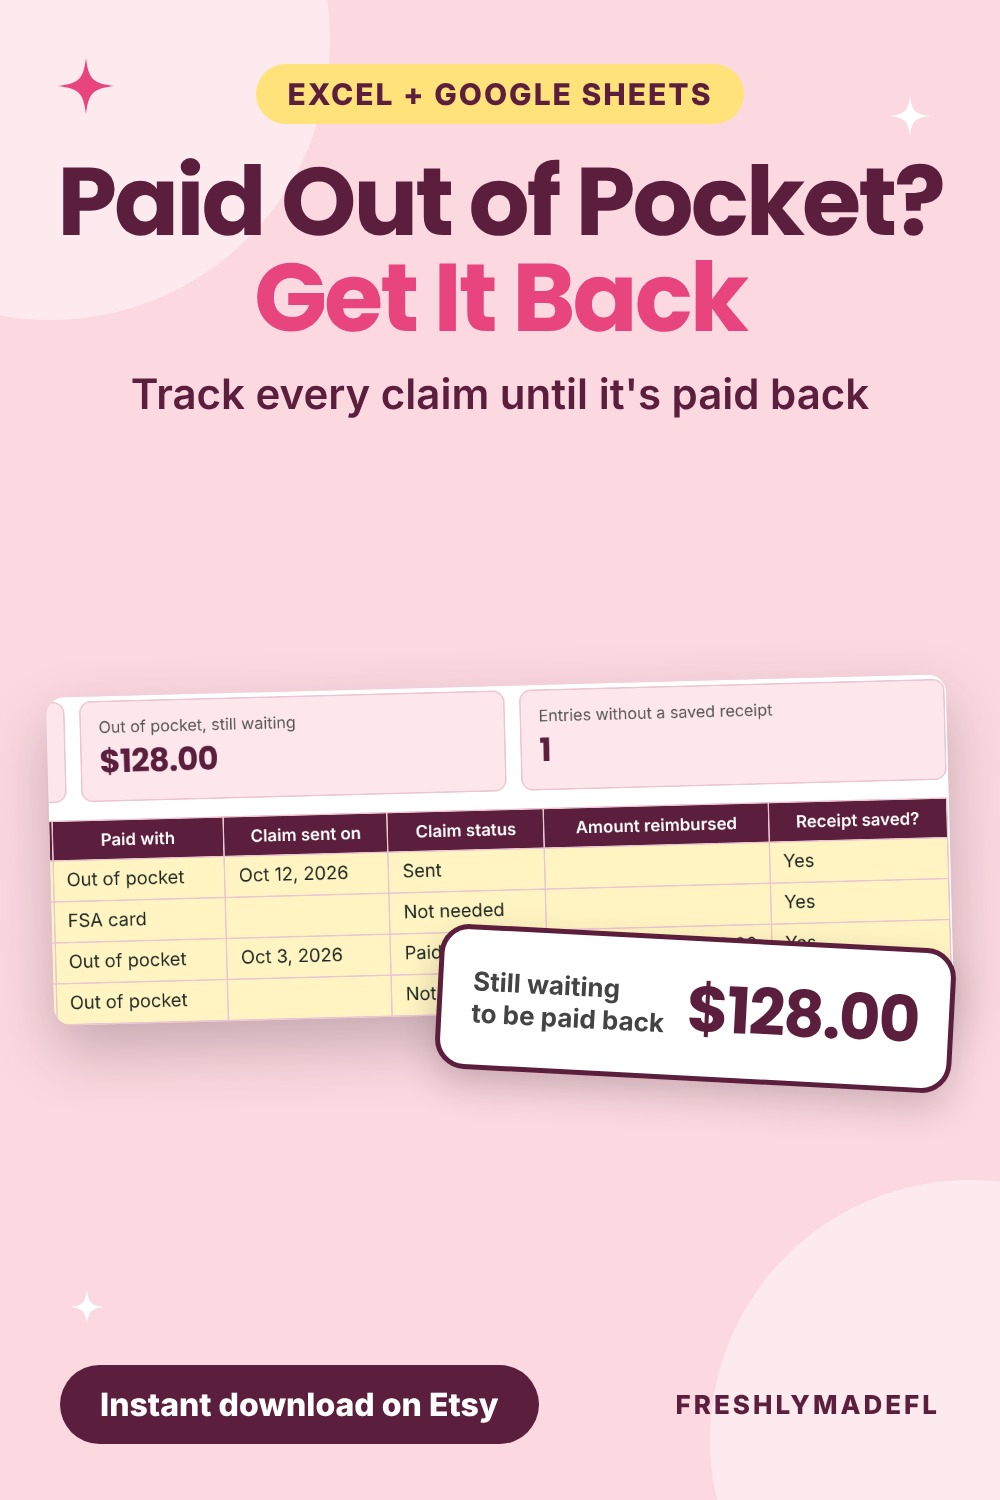 EXCEL + GOOGLE SHEETS
Paid Out of Pocket?
Get It Back
Track every claim until it's paid back
Out of pocket, still waiting
$128.00
Entries without a saved receipt
1
Paid with Claim sent on Claim status Amount reimbursed Receipt saved?
Out of pocket Oct 12, 2026 Sent Yes
FSA card Not needed Yes
Out of pocket Oct 3, 2026 Paid Yes
Out of pocket Not
Still waiting
to be paid back
$128.00
Instant download on Etsy
FRESHLYMADEFL